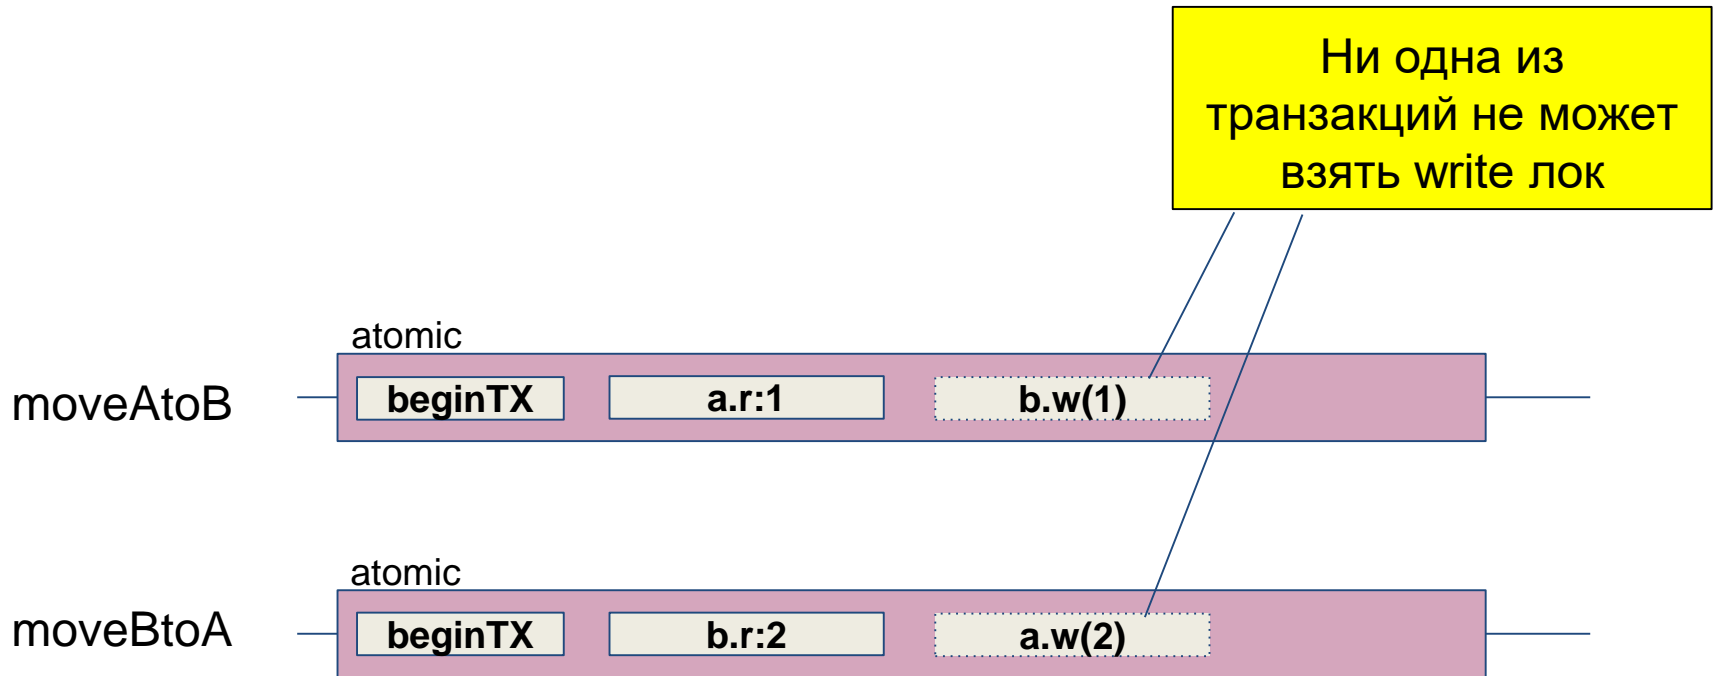 Ни одна из
транзакций не может
взять write лок
atomic
moveAtoB
beginTX
a.r:1
b.w(1)
atomic
moveBtoA
beginTX
b.r:2
a.w(2)